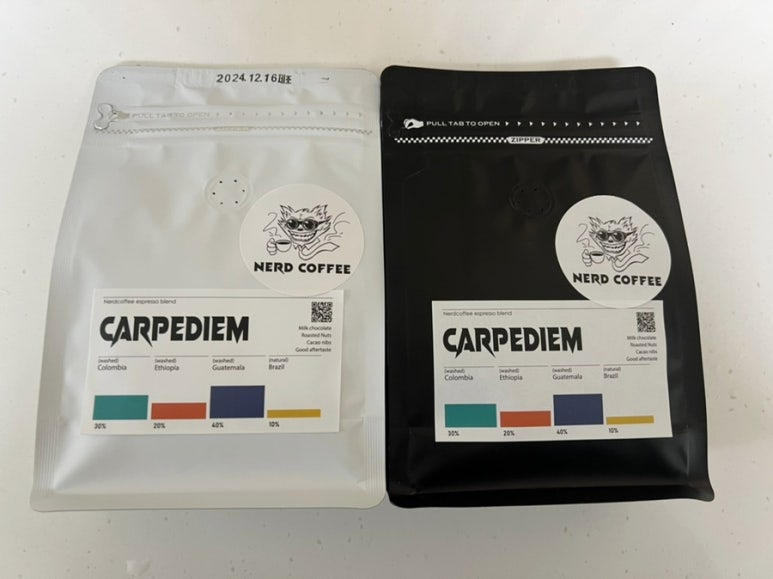 2024.12.16
PULL TAB TO OPEN
ZIPPER
NERD COFFEE
Nerdcoffee espresso blend
CARPEDIEM
Milk chocolate
Roasted Nuts
Cacao nibs
Good aftertaste
(washed) (washed) (washed) (natural)
Colombia Ethiopia Guatemala Brazil
30% 20% 40% 10%
PULL TAB TO OPEN
ZIPPER
NERD COFFEE
Nerdcoffee espresso blend
CARPEDIEM
Milk chocolate
Roasted Nuts
Cacao nibs
Good aftertaste
(washed) (washed) (washed) (natural)
Colombia Ethiopia Guatemala Brazil
30% 20% 40% 10%